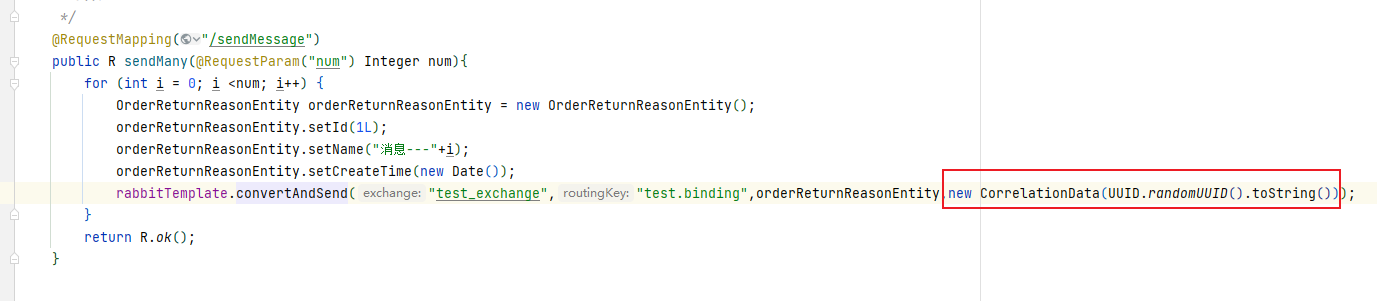 */
@RequestMapping("/sendMessage")
public R sendMany(@RequestParam("num") Integer num){
for (int i = 0; i <num; i++) {
OrderReturnReasonEntity orderReturnReasonEntity = new OrderReturnReasonEntity();
orderReturnReasonEntity.setId(1L);
orderReturnReasonEntity.setName("消息---"+i);
orderReturnReasonEntity.setCreateTime(new Date());
rabbitTemplate.convertAndSend( exchange: "test_exchange", routingKey: "test.binding",orderReturnReasonEntity,new CorrelationData(UUID.randomUUID().toString()));
}
return R.ok();
}